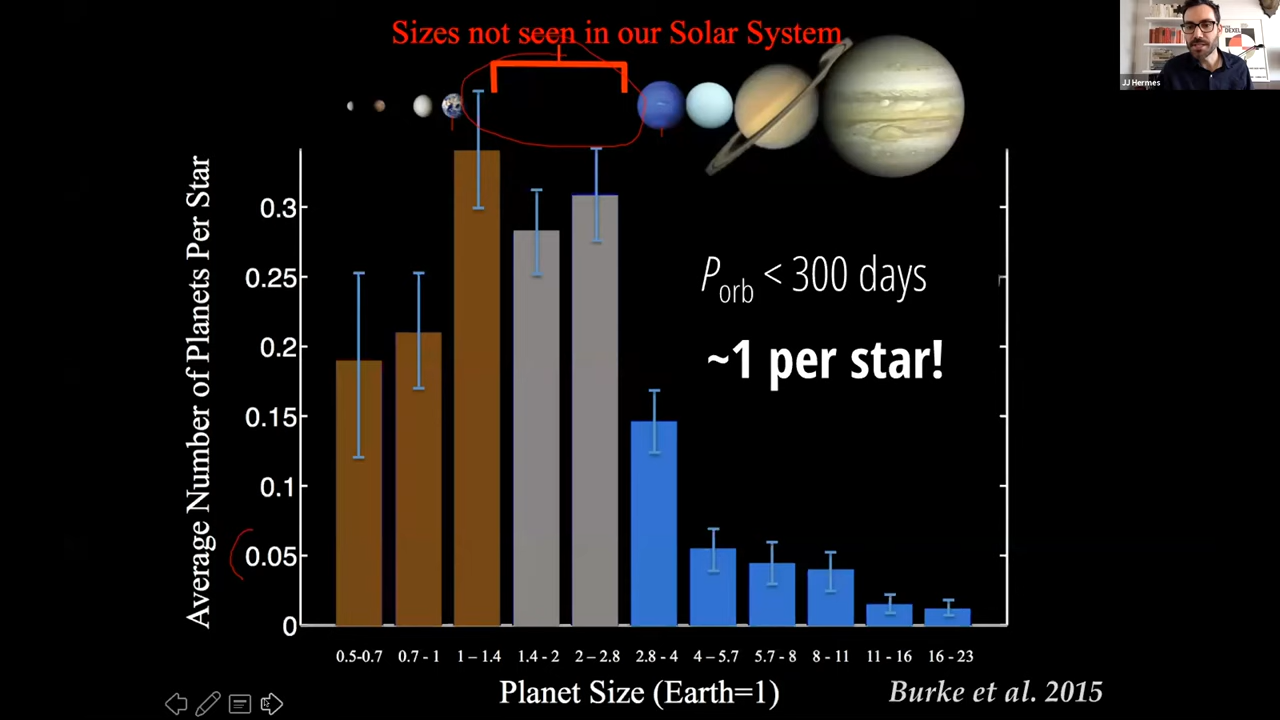 Sizes not seen in our Solar System
JJ Hermes
Average Number of Planets Per Star
0.3
0.25
0.2
0.15
0.1
0.05
0
P orb < 300 days
~1 per star!
0.5-0.7 0.7 - 1 1 – 1.4 1.4 - 2 2 – 2.8 2.8 - 4 4 – 5.7 5.7 - 8 8 - 11 11 - 16 16 - 23
Planet Size (Earth=1)
Burke et al. 2015